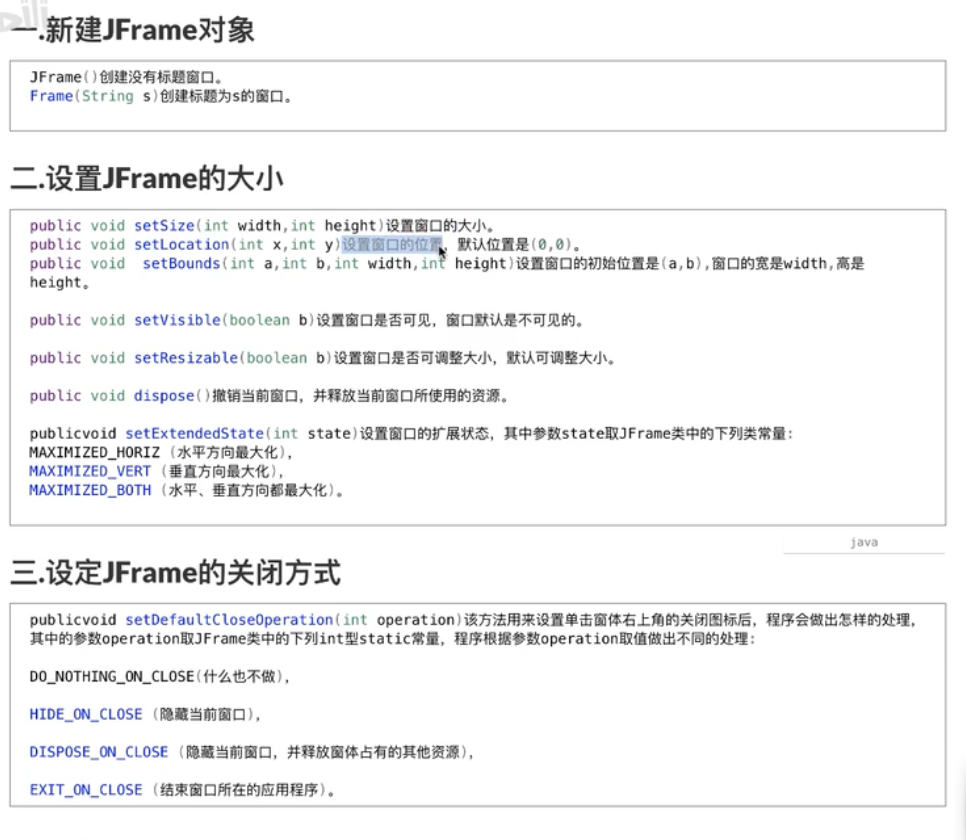 一.新建JFrame对象
JFrame()创建没有标题窗口。
Frame(String s)创建标题为s的窗口。
二.设置JFrame的大小
public void setSize(int width,int height)设置窗口的大小。
public void setLocation(int x,int y)设置窗口的位置，默认位置是(0,0)。
public void  setBounds(int a,int b,int width,int height)设置窗口的初始位置是(a,b),窗口的宽是width,高是
height。
public void setVisible(boolean b)设置窗口是否可见，窗口默认是不可见的。
public void setResizable(boolean b)设置窗口是否可调整大小，默认可调整大小。
public void dispose()撤销当前窗口，并释放当前窗口所使用的资源。
publicvoid setExtendedState(int state)设置窗口的扩展状态，其中参数state取JFrame类中的下列类常量:
MAXIMIZED_HORIZ (水平方向最大化),
MAXIMIZED_VERT (垂直方向最大化),
MAXIMIZED_BOTH (水平、垂直方向都最大化)。
java
三.设定JFrame的关闭方式
publicvoid setDefaultCloseOperation(int operation)该方法用来设置单击窗体右上角的关闭图标后，程序会做出怎样的处理,
其中的参数operation取JFrame类中的下列int型static常量，程序根据参数operation取值做出不同的处理:
DO_NOTHING_ON_CLOSE(什么也不做),
HIDE_ON_CLOSE (隐藏当前窗口),
DISPOSE_ON_CLOSE (隐藏当前窗口，并释放窗体占有的其他资源),
EXIT_ON_CLOSE (结束窗口所在的应用程序)。